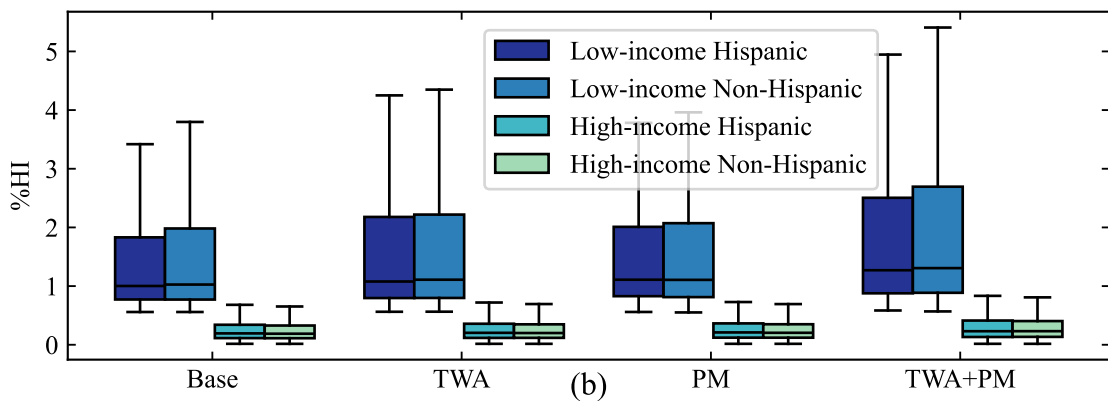 %HI
5
4
3
2
1
0
Low-income Hispanic
Low-income Non-Hispanic
High-income Hispanic
High-income Non-Hispanic
Base
TWA
PM
TWA+PM
(b)